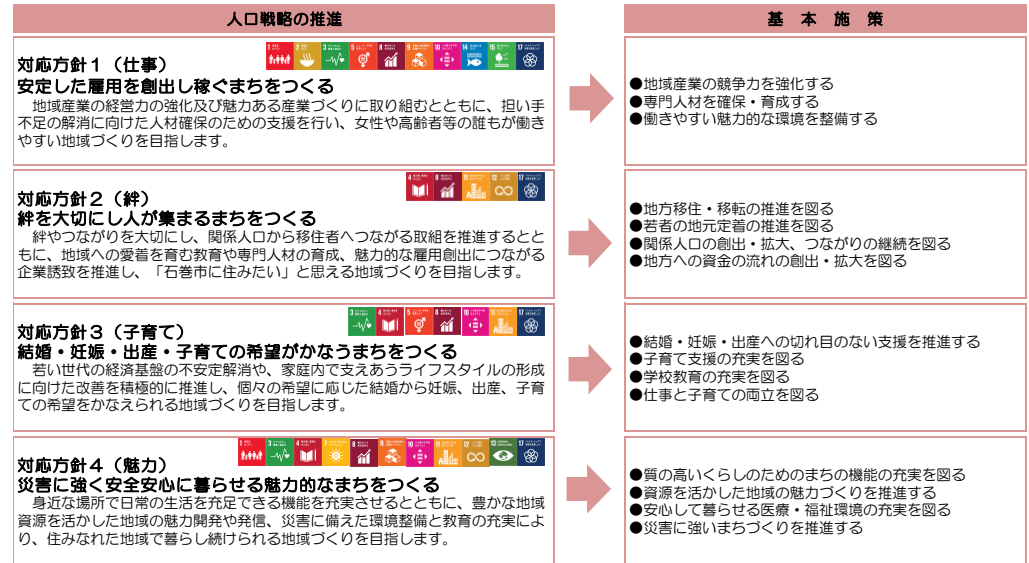 人口戦略の推進
対応方針1（仕事）
安定した雇用を創出し稼ぐまちをつくる
　地域産業の経営力の強化及び魅力ある産業づくりに取り組むとともに、担い手
不足の解消に向けた人材確保のための支援を行い、女性や高齢者等の誰もが働き
やすい地域づくりを目指します。
対応方針2（絆）
絆を大切にし人が集まるまちをつくる
　絆やつながりを大切にし、関係人口から移住者へつながる取組を推進するとと
もに、地域への愛着を育む教育や専門人材の育成、魅力的な雇用創出につながる
企業誘致を推進し、「石巻市に住みたい」と思える地域づくりを目指します。
対応方針3（子育て）
結婚・妊娠・出産・子育ての希望がかなうまちをつくる
　若い世代の経済基盤の不安定解消や、家庭内で支えあうライフスタイルの形成
に向けた改善を積極的に推進し、個々の希望に応じた結婚から妊娠、出産、子育
ての希望をかなえられる地域づくりを目指します。
対応方針4（魅力）
災害に強く安全安心に暮らせる魅力的なまちをつくる
　身近な場所で日常の生活を充足できる機能を充実させるとともに、豊かな地域
資源を活かした地域の魅力開発や発信、災害に備えた環境整備と教育の充実によ
り、住みなれた地域で暮らし続けられる地域づくりを目指します。
基　本　施　策
●地域産業の競争力を強化する
●専門人材を確保・育成する
●働きやすい魅力的な環境を整備する
●地方移住・移転の推進を図る
●若者の地元定着の推進を図る
●関係人口の創出・拡大、つながりの継続を図る
●地方への資金の流れの創出・拡大を図る
●結婚・妊娠・出産への切れ目のない支援を推進する
●子育て支援の充実を図る
●学校教育の充実を図る
●仕事と子育ての両立を図る
●質の高いくらしのためのまちの機能の充実を図る
●資源を活かした地域の魅力づくりを推進する
●安心して暮らせる医療・福祉環境の充実を図る
●災害に強いまちづくりを推進する